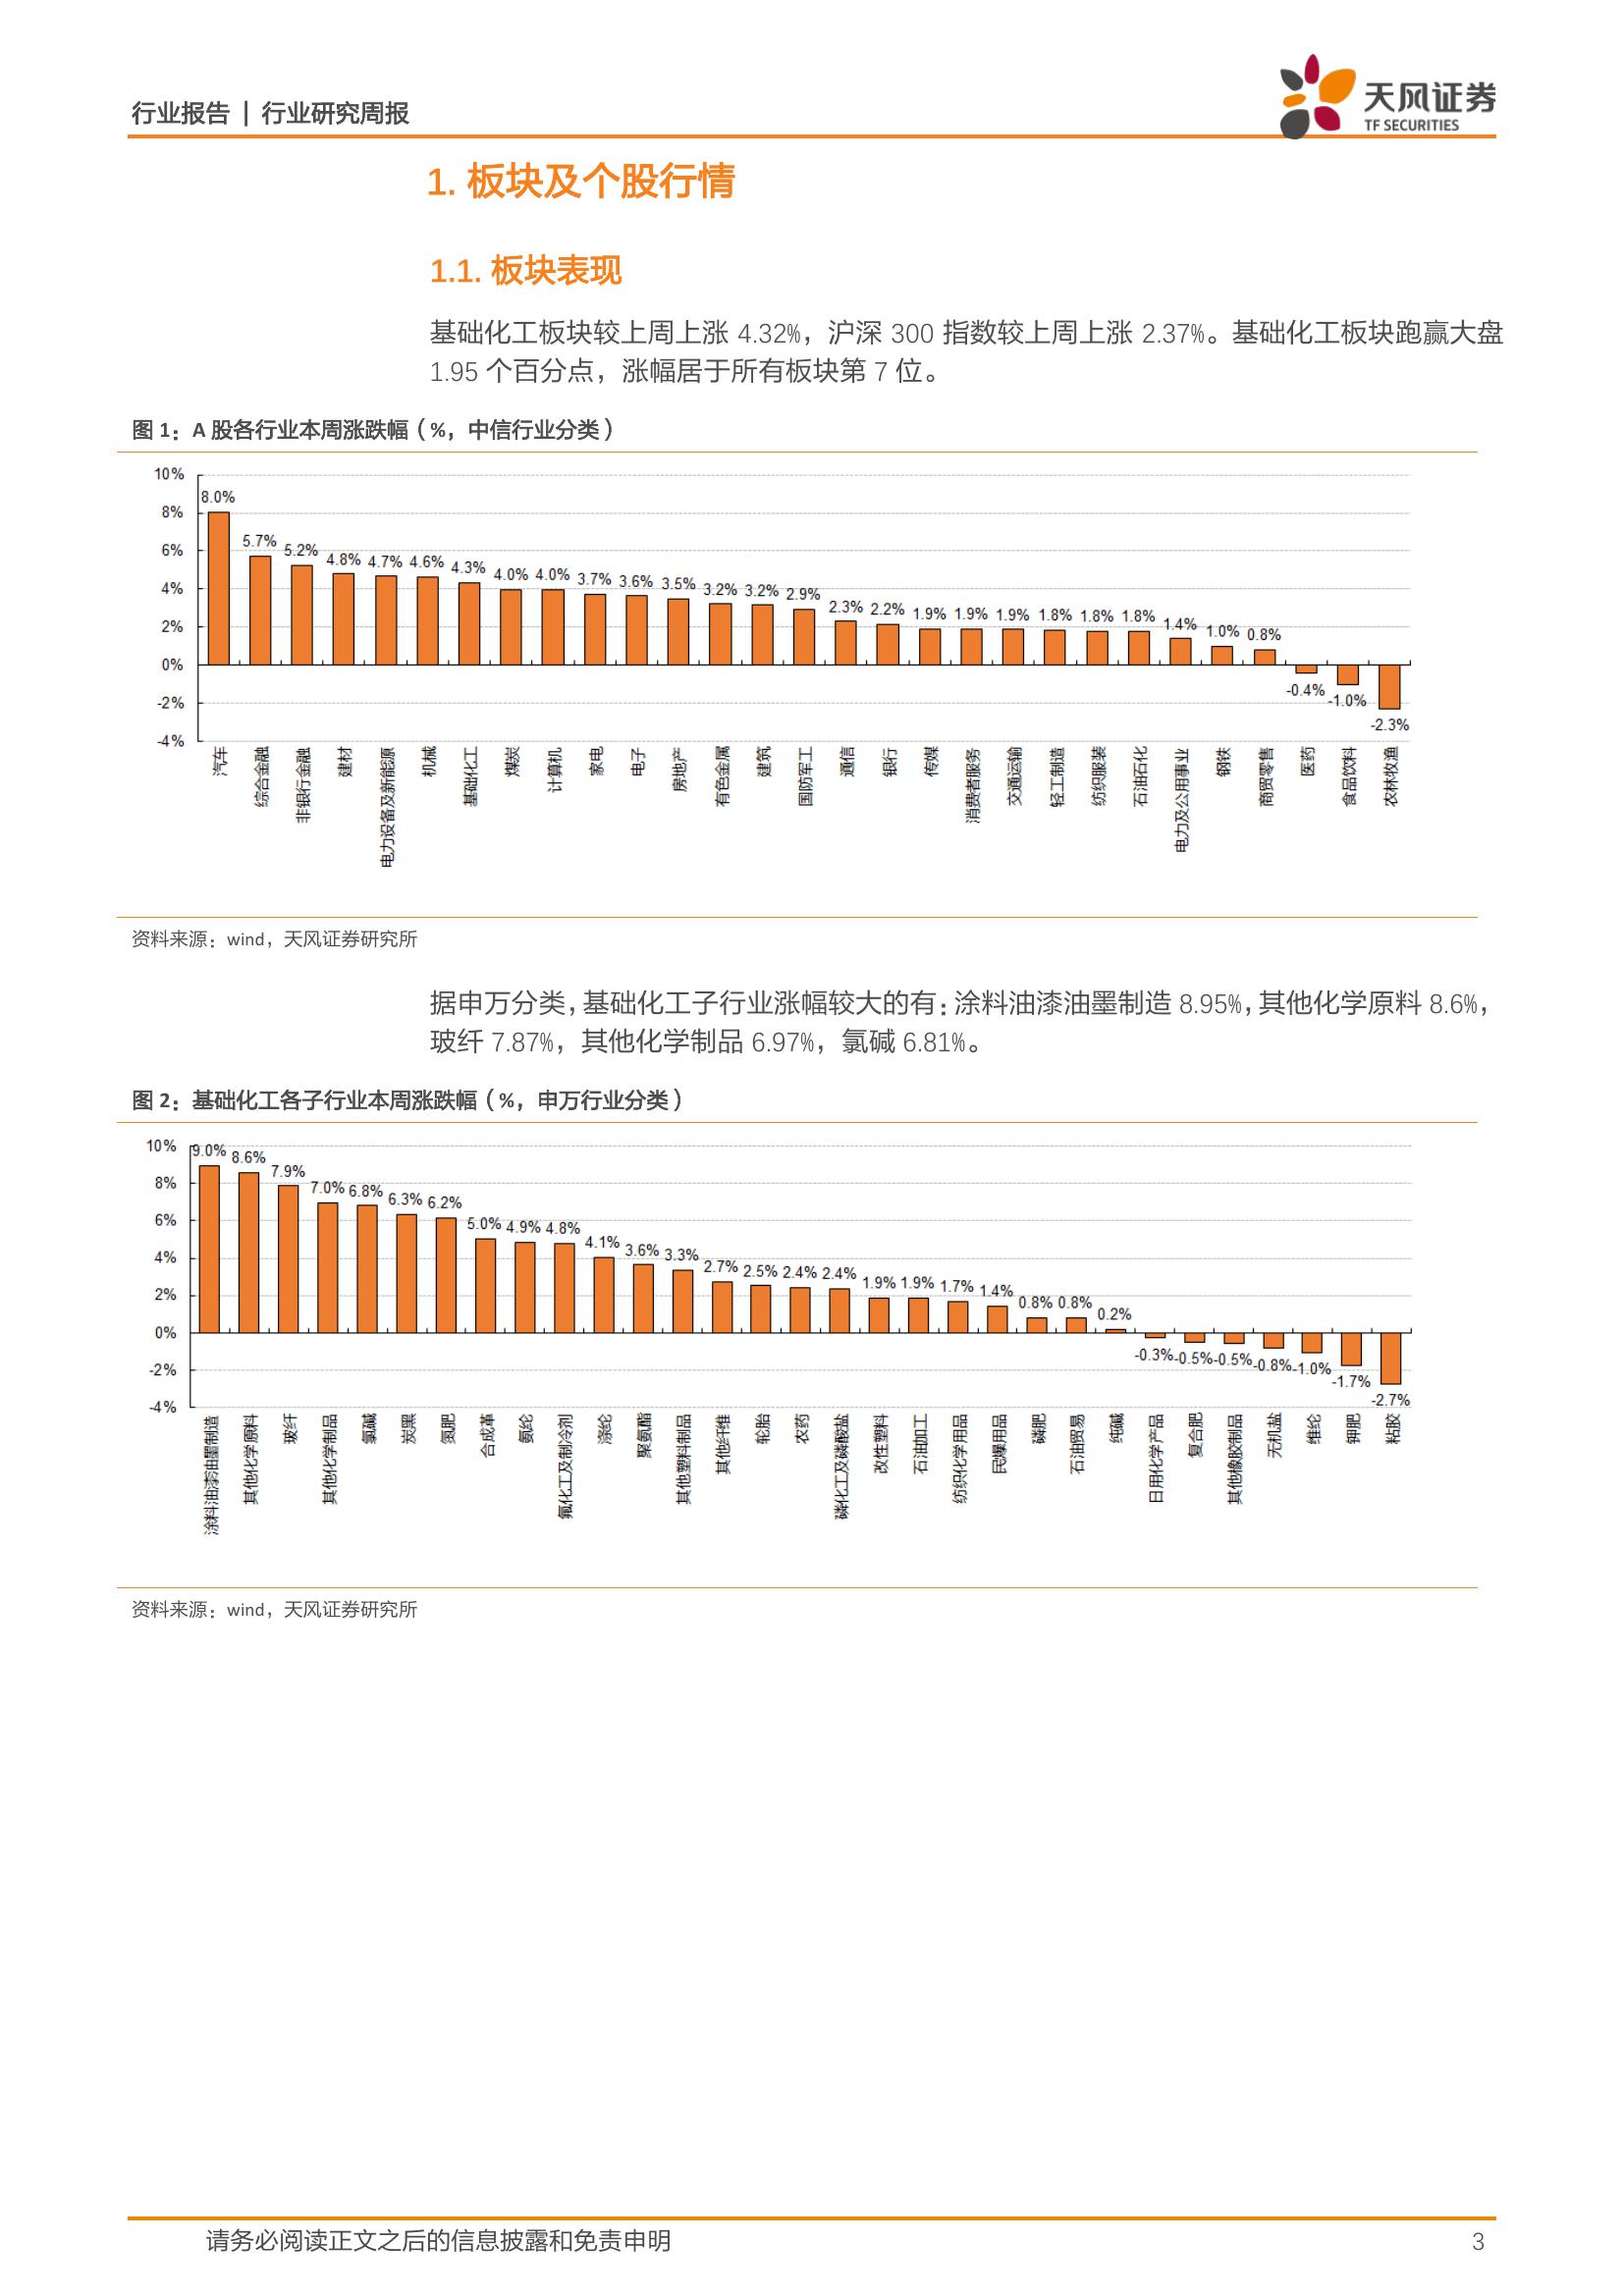 行业报告 | 行业研究周报
天风证券
TF SECURITIES
1. 板块及个股行情
1.1. 板块表现
基础化工板块较上周上涨 4.32%，沪深 300 指数较上周上涨 2.37%。基础化工板块跑赢大盘
1.95 个百分点，涨幅居于所有板块第 7 位。
图 1：A 股各行业本周涨跌幅（%，中信行业分类）
10%
8%
6%
4%
2%
0%
-2%
-4%
8.0% 5.7% 5.2% 4.8% 4.7% 4.6% 4.3% 4.0% 4.0% 3.7% 3.6% 3.5% 3.2% 3.2% 2.9% 2.3% 2.2% 1.9% 1.9% 1.9% 1.8% 1.8% 1.8% 1.4% 1.0% 0.8% -0.4% -1.0% -2.3%
汽车 综合金融 非银行金融 建材 电力设备及新能源 机械 基础化工 煤炭 计算机 家电 电子 房地产 有色金属 建筑 国防军工 通信 银行 传媒 消费者服务 交通运输 轻工制造 纺织服装 石油石化 电力及公用事业 钢铁 商贸零售 医药 食品饮料 农林牧渔
资料来源：wind，天风证券研究所
据申万分类，基础化工子行业涨幅较大的有：涂料油漆油墨制造 8.95%，其他化学原料 8.6%，
玻纤 7.87%，其他化学制品 6.97%，氯碱 6.81%。
图 2：基础化工各子行业本周涨跌幅（%，申万行业分类）
10%
8%
6%
4%
2%
0%
-2%
-4%
9.0% 8.6% 7.9% 7.0% 6.8% 6.3% 6.2% 5.0% 4.9% 4.8% 4.1% 3.6% 3.3% 2.7% 2.5% 2.4% 2.4% 1.9% 1.9% 1.7% 1.4% 0.8% 0.8% 0.2% -0.3% -0.5% -0.5% -0.8% -1.0% -1.7% -2.7%
涂料油漆油墨制造 其他化学原料 玻纤 其他化学制品 氯碱 炭黑 氮肥 合成革 氨纶 氟化工及制冷剂 涤纶 聚氨酯 其他塑料制品 其他纤维 轮胎 农药 磷化工及磷酸盐 改性塑料 石油加工 纺织化学用品 民爆用品 磷肥 石油贸易 纯碱 日用化学产品 复合肥 其他橡胶制品 无机盐 维纶 钾肥 粘胶
资料来源：wind，天风证券研究所
请务必阅读正文之后的信息披露和免责申明
3